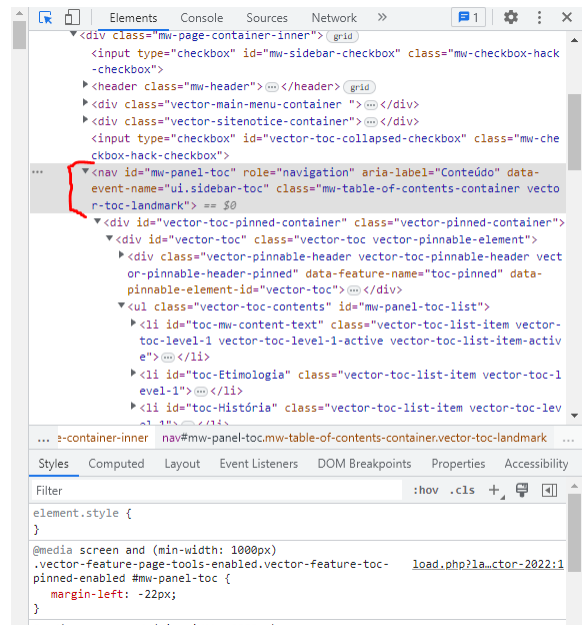 Elements Console Sources Network » 1
▼<div class="mw-page-container-inner"> grid
<input type="checkbox" id="mw-sidebar-checkbox" class="mw-checkbox-hack
-checkbox">
▶<header class="mw-header">…</header> grid
▶<div class="vector-main-menu-container ">…</div>
▶<div class="vector-sitenotice-container">…</div>
<input type="checkbox" id="vector-toc-collapsed-checkbox" class="mw-che
ckbox-hack-checkbox">
… ▼<nav id="mw-panel-toc" role="navigation" aria-label="Conteúdo" data-
event-name="ui.sidebar-toc" class="mw-table-of-contents-container vecto
r-toc-landmark"> == $0
▼<div id="vector-toc-pinned-container" class="vector-pinned-container">
▼<div id="vector-toc" class="vector-toc vector-pinnable-element">
▶<div class="vector-pinnable-header vector-toc-pinnable-header vect
or-pinnable-header-pinned" data-feature-name="toc-pinned" data-
pinnable-element-id="vector-toc">…</div>
▼<ul class="vector-toc-contents" id="mw-panel-toc-list">
▶<li id="toc-mw-content-text" class="vector-toc-list-item vector-
toc-level-1 vector-toc-level-1-active vector-toc-list-item-activ
e">…</li>
▶<li id="toc-Etimologia" class="vector-toc-list-item vector-toc-l
evel-1">…</li>
▶<li id="toc-História" class="vector-toc-list-item vector-toc-lev
el-1">…</li>
… e-container-inner nav#mw-panel-toc.mw-table-of-contents-container.vector-toc-landmark …
Styles Computed Layout Event Listeners DOM Breakpoints Properties Accessibility
Filter :hov .cls +
element.style {
}
@media screen and (min-width: 1000px)
.vector-feature-page-tools-enabled.vector-feature-toc- load.php?la…ctor-2022:1
pinned-enabled #mw-panel-toc {
margin-left: -22px;
}